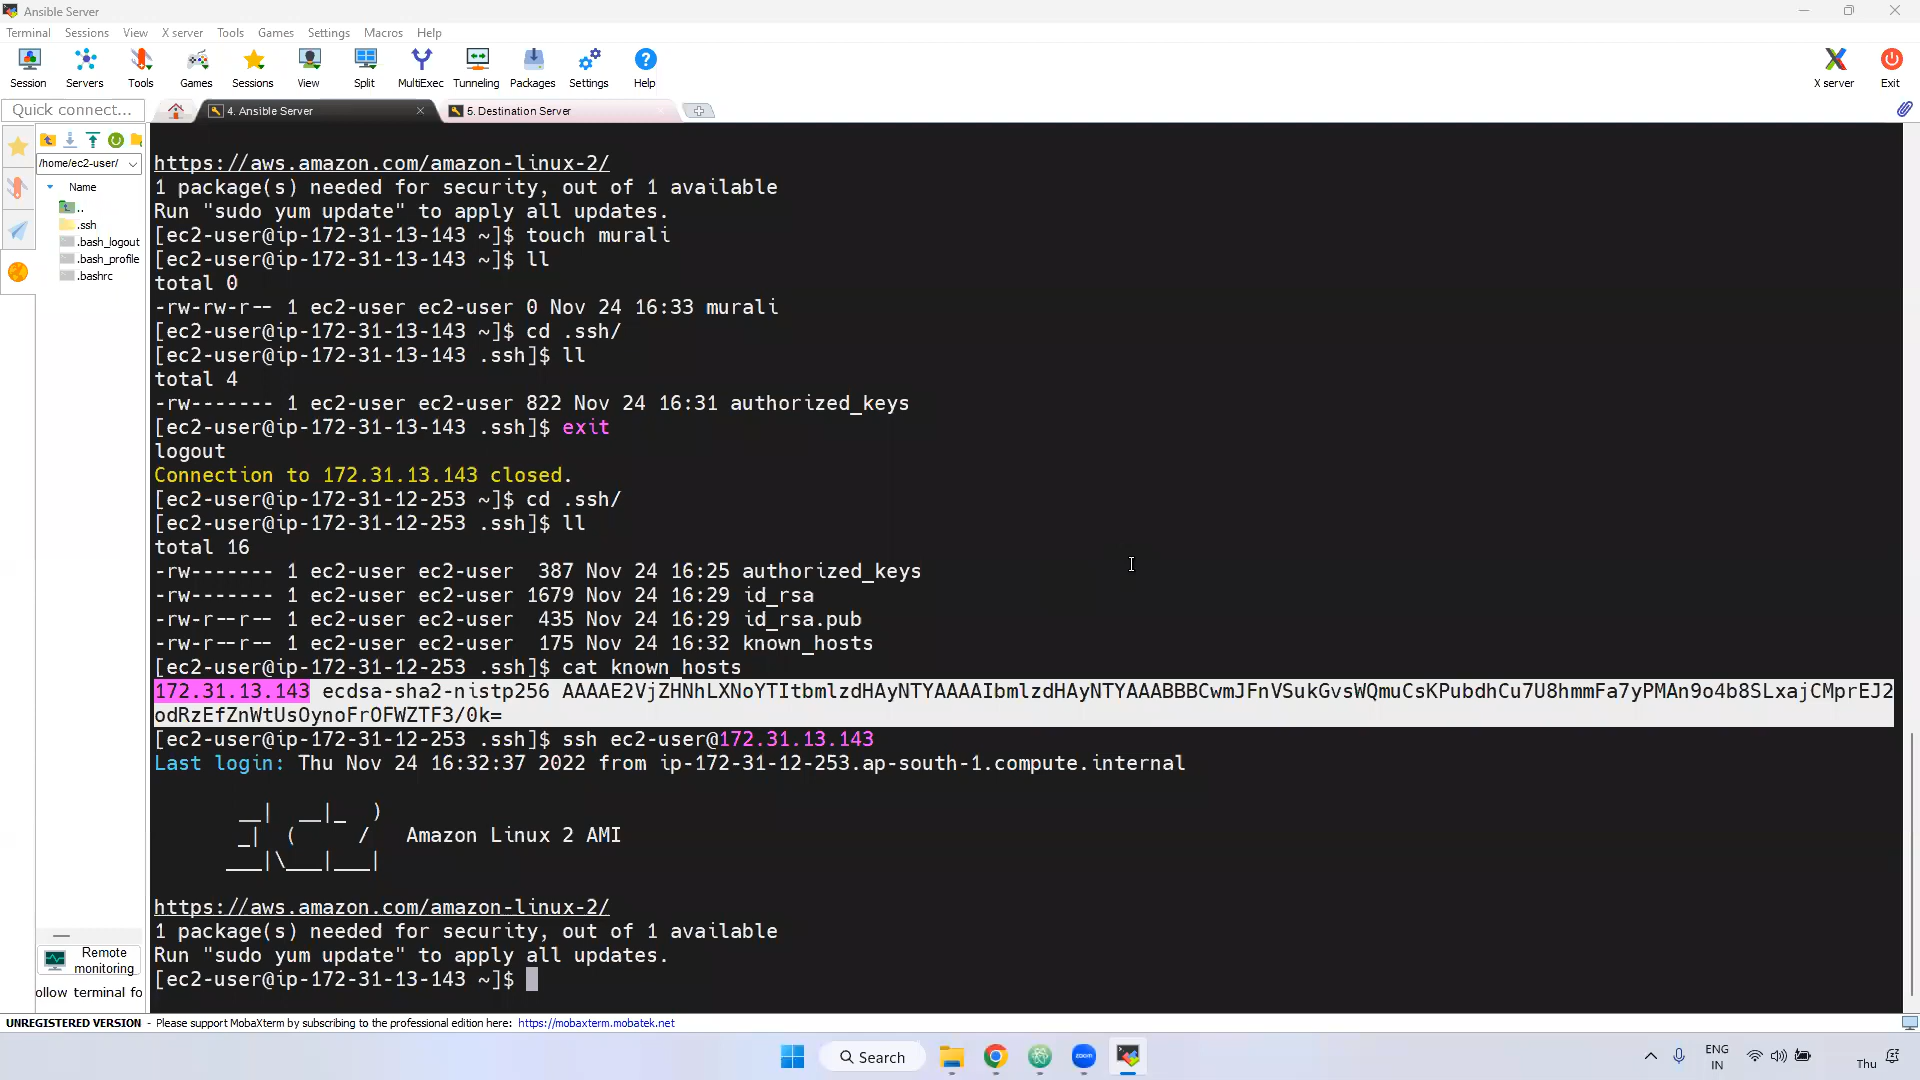 Ansible Server
Terminal Sessions View X server Tools Games Settings Macros Help
Session Servers Tools Games Sessions View Split MultiExec Tunneling Packages Settings Help X server Exit
Quick connect... 4. Ansible Server 5. Destination Server
/home/ec2-user/
Name
..
.ssh
.bash_logout
.bash_profile
.bashrc
https://aws.amazon.com/amazon-linux-2/
1 package(s) needed for security, out of 1 available
Run "sudo yum update" to apply all updates.
[ec2-user@ip-172-31-13-143 ~]$ touch murali
[ec2-user@ip-172-31-13-143 ~]$ ll
total 0
-rw-rw-r-- 1 ec2-user ec2-user 0 Nov 24 16:33 murali
[ec2-user@ip-172-31-13-143 ~]$ cd .ssh/
[ec2-user@ip-172-31-13-143 .ssh]$ ll
total 4
-rw------- 1 ec2-user ec2-user 822 Nov 24 16:31 authorized_keys
[ec2-user@ip-172-31-13-143 .ssh]$ exit
logout
Connection to 172.31.13.143 closed.
[ec2-user@ip-172-31-12-253 ~]$ cd .ssh/
[ec2-user@ip-172-31-12-253 .ssh]$ ll
total 16
-rw------- 1 ec2-user ec2-user  387 Nov 24 16:25 authorized_keys
-rw------- 1 ec2-user ec2-user 1679 Nov 24 16:29 id_rsa
-rw-r--r-- 1 ec2-user ec2-user  435 Nov 24 16:29 id_rsa.pub
-rw-r--r-- 1 ec2-user ec2-user  175 Nov 24 16:32 known_hosts
[ec2-user@ip-172-31-12-253 .ssh]$ cat known_hosts
172.31.13.143 ecdsa-sha2-nistp256 AAAAE2VjZHNhLXNoYTItbmlzdHAyNTYAAAAIbmlzdHAyNTYAAABBBCwmJFnVSukGvsWQmuCsKPubdhCu7U8hmmFa7yPMAn9o4b8SLxajCMprEJ2
odRzEfZnWtUsOynoFrOFWZTF3/0k=
[ec2-user@ip-172-31-12-253 .ssh]$ ssh ec2-user@172.31.13.143
Last login: Thu Nov 24 16:32:37 2022 from ip-172-31-12-253.ap-south-1.compute.internal
__|  __|_  )
_|  (     /   Amazon Linux 2 AMI
___|\___|___|
https://aws.amazon.com/amazon-linux-2/
1 package(s) needed for security, out of 1 available
Run "sudo yum update" to apply all updates.
[ec2-user@ip-172-31-13-143 ~]$
Remote
monitoring
ollow terminal fo
UNREGISTERED VERSION - Please support MobaXterm by subscribing to the professional edition here: https://mobaxterm.mobatek.net
Search
zoom
ENG
IN
Thu